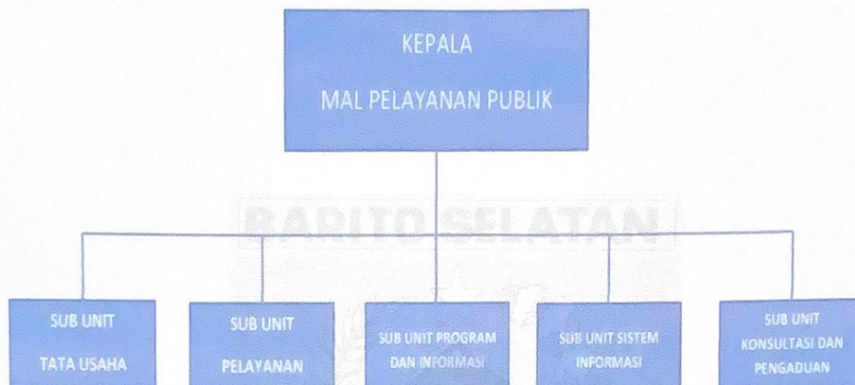 KEPALA
MAL PELAYANAN PUBLIK
BARITO SELATAN
SUB UNIT
TATA USAHA
SUB UNIT
PELAYANAN
SUB UNIT PROGRAM
DAN INFORMASI
SUB UNIT SISTEM
INFORMASI
SUB UNIT
KONSULTASI DAN
PENGADUAN